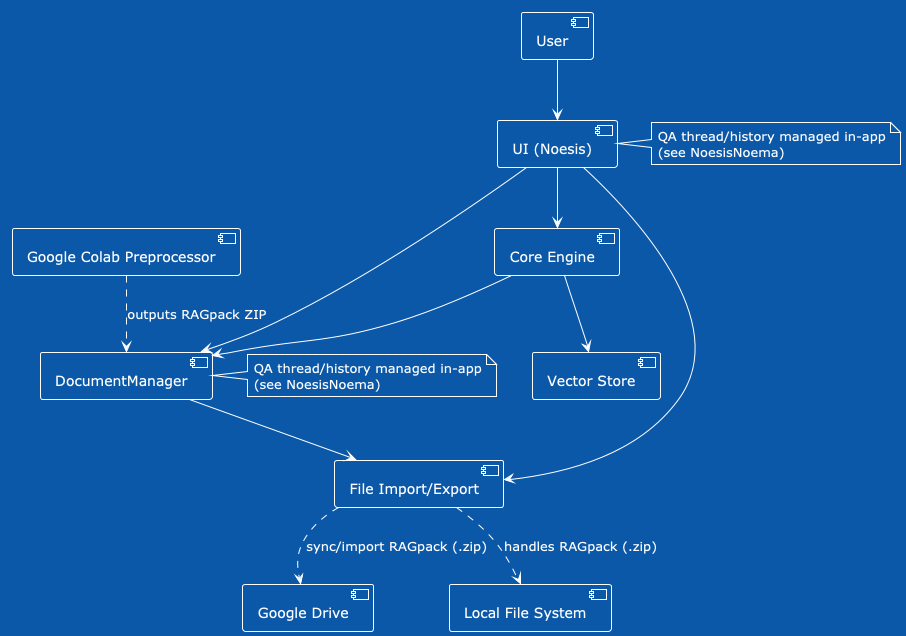 User
UI (Noesis)
QA thread/history managed in-app
(see NoesisNoema)
Google Colab Preprocessor
Core Engine
outputs RAGpack ZIP
DocumentManager
QA thread/history managed in-app
(see NoesisNoema)
Vector Store
File Import/Export
sync/import RAGpack (.zip)
handles RAGpack (.zip)
Google Drive
Local File System